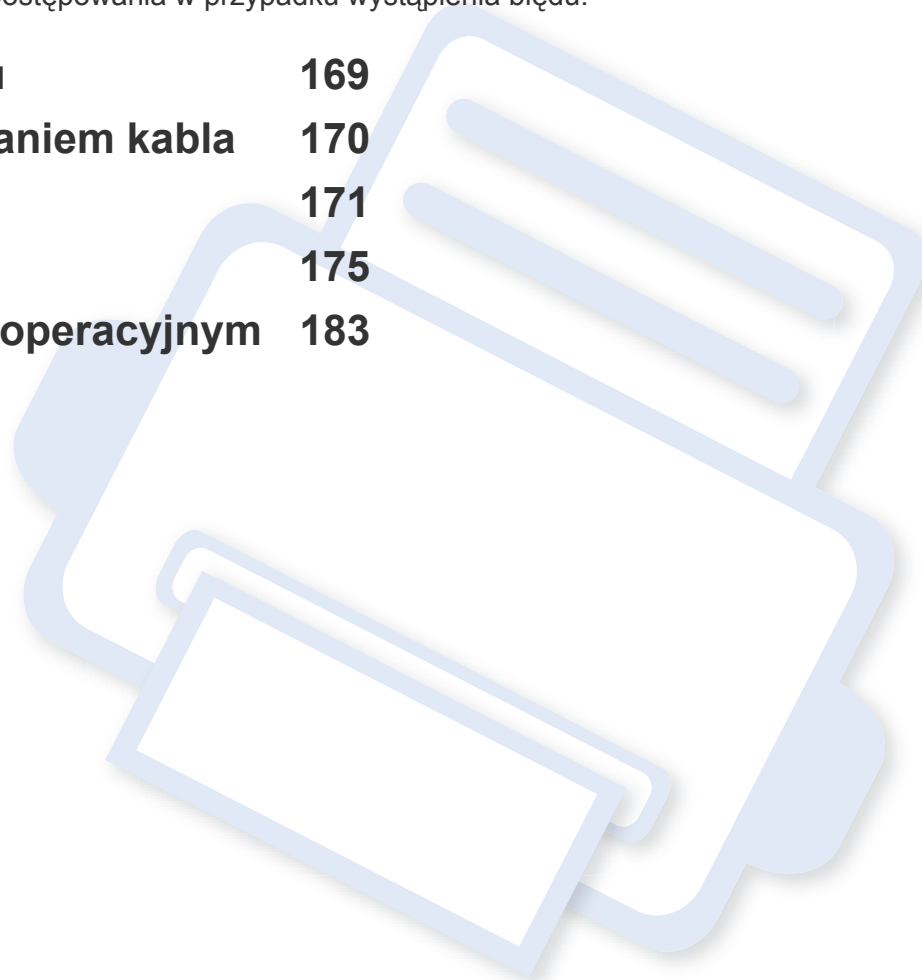 postępowania w przypadku wystąpienia błędu.
169
aniem kabla 170
171
175
operacyjnym 183